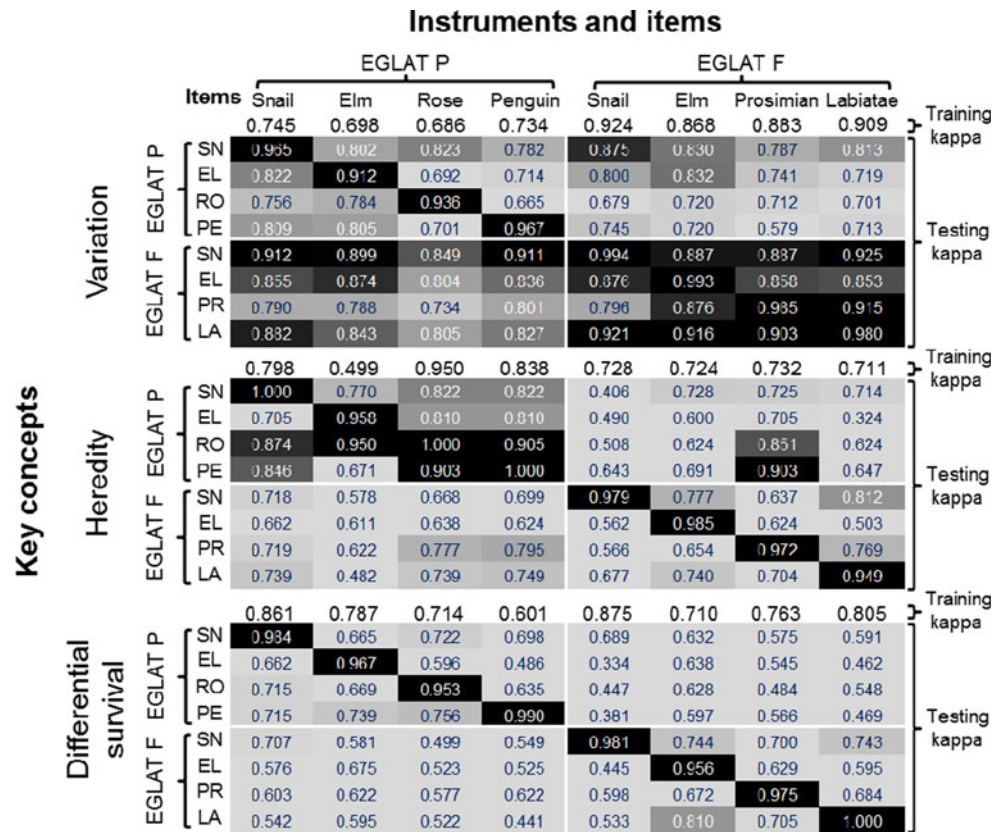 Instruments and items
EGLAT P EGLAT F
Items Snail Elm Rose Penguin Snail Elm Prosimian Labiatae
0.745 0.698 0.686 0.734 0.924 0.868 0.883 0.909 Training kappa
Key concepts
Variation
EGLAT P
SN 0.965 0.802 0.823 0.782 0.875 0.830 0.787 0.813
EL 0.822 0.912 0.692 0.714 0.800 0.832 0.741 0.719
RO 0.756 0.784 0.936 0.665 0.679 0.720 0.712 0.701
PE 0.809 0.805 0.701 0.967 0.745 0.720 0.579 0.713
Testing kappa
EGLAT F
SN 0.912 0.899 0.849 0.911 0.994 0.887 0.887 0.925
EL 0.855 0.874 0.804 0.836 0.876 0.993 0.858 0.853
PR 0.790 0.788 0.734 0.801 0.796 0.876 0.985 0.915
LA 0.882 0.843 0.805 0.827 0.921 0.916 0.903 0.980
0.798 0.499 0.950 0.838 0.728 0.724 0.732 0.711 Training kappa
Heredity
EGLAT P
SN 1.000 0.770 0.822 0.822 0.406 0.728 0.725 0.714
EL 0.705 0.958 0.810 0.810 0.490 0.600 0.705 0.324
RO 0.874 0.950 1.000 0.905 0.508 0.624 0.851 0.624
PE 0.846 0.671 0.903 1.000 0.643 0.691 0.903 0.647
Testing kappa
EGLAT F
SN 0.718 0.578 0.668 0.699 0.979 0.777 0.637 0.812
EL 0.662 0.611 0.638 0.624 0.562 0.985 0.624 0.503
PR 0.719 0.622 0.777 0.795 0.566 0.654 0.972 0.769
LA 0.739 0.482 0.739 0.749 0.677 0.740 0.704 0.949
0.861 0.787 0.714 0.601 0.875 0.710 0.763 0.805 Training kappa
Differential survival
EGLAT P
SN 0.984 0.665 0.722 0.698 0.689 0.632 0.575 0.591
EL 0.662 0.967 0.596 0.486 0.334 0.638 0.545 0.462
RO 0.715 0.669 0.953 0.635 0.447 0.628 0.484 0.548
PE 0.715 0.739 0.756 0.990 0.381 0.597 0.566 0.469
Testing kappa
EGLAT F
SN 0.707 0.581 0.499 0.549 0.981 0.744 0.700 0.743
EL 0.576 0.675 0.523 0.525 0.445 0.956 0.629 0.595
PR 0.603 0.622 0.577 0.622 0.598 0.672 0.975 0.684
LA 0.542 0.595 0.522 0.441 0.533 0.810 0.705 1.000